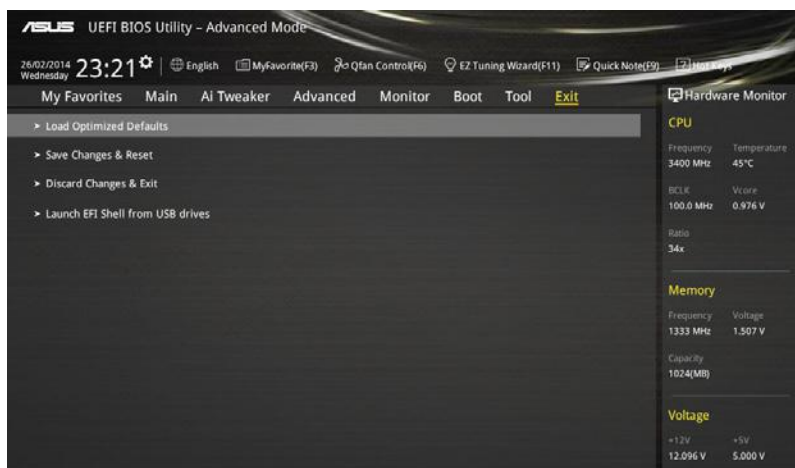 ASUS UEFI BIOS Utility – Advanced Mode
26/02/2014 Wednesday 23:21 English MyFavorite(F3) Qfan Control(F6) EZ Tuning Wizard(F11) Quick Note(F9) ? Hot Keys
My Favorites Main Ai Tweaker Advanced Monitor Boot Tool Exit Hardware Monitor
> Load Optimized Defaults
> Save Changes & Reset
> Discard Changes & Exit
> Launch EFI Shell from USB drives
CPU
Frequency Temperature
3400 MHz 45°C
BCLK Vcore
100.0 MHz 0.976 V
Ratio
34x
Memory
Frequency Voltage
1333 MHz 1.507 V
Capacity
1024(MB)
Voltage
+12V +5V
12.096 V 5.000 V